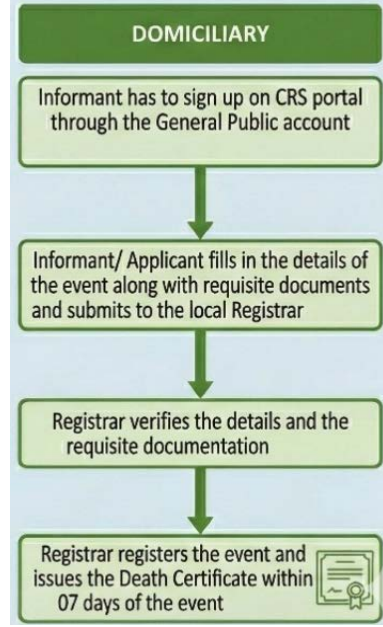 DOMICILIARY
Informant has to sign up on CRS portal
through the General Public account
Informant/ Applicant fills in the details of
the event along with requisite documents
and submits to the local Registrar
Registrar verifies the details and the
requisite documentation
Registrar registers the event and
issues the Death Certificate within
07 days of the event